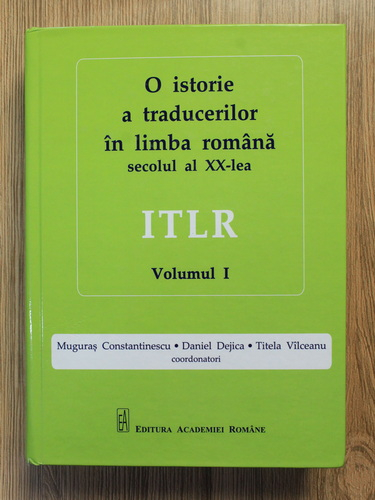 O istorie
a traducerilor
în limba română
secolul al XX-lea
ITLR
Volumul I
Muguraș Constantinescu • Daniel Dejica • Titela Vîlceanu
coordonatori
EA
EDITURA ACADEMIEI ROMÂNE